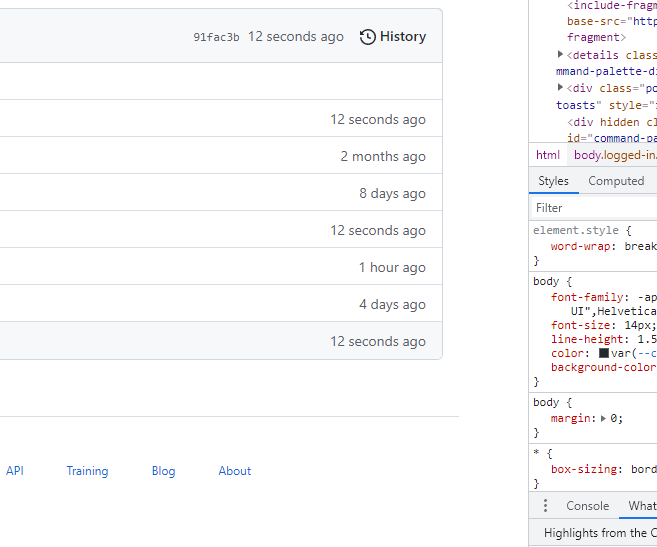 91fac3b 12 seconds ago History
12 seconds ago
2 months ago
8 days ago
12 seconds ago
1 hour ago
4 days ago
12 seconds ago
API Training Blog About
<include-fragm
base-src="http
fragment>
<details class
mmand-palette-di
<div class="po
toasts" style="
<div hidden cl
id="command-pa
html body.logged-in.
Styles Computed
Filter
element.style {
word-wrap: break
}
body {
font-family: -ap
UI",Helvetica
font-size: 14px;
line-height: 1.5
color: var(--c
background-color
}
body {
margin: 0;
}
* {
box-sizing: bord
}
Console What
Highlights from the C